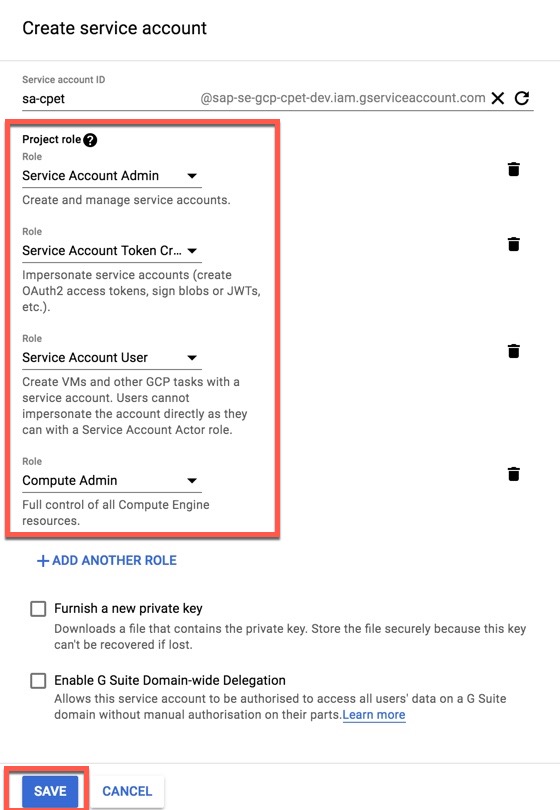 Create service account
Service account ID
sa-cpet @sap-se-gcp-cpet-dev.iam.gserviceaccount.com
Project role
Role
Service Account Admin
Create and manage service accounts.
Role
Service Account Token Cr...
Impersonate service accounts (create
OAuth2 access tokens, sign blobs or JWTs,
etc.).
Role
Service Account User
Create VMs and other GCP tasks with a
service account. Users cannot
impersonate the account directly as they
can with a Service Account Actor role.
Role
Compute Admin
Full control of all Compute Engine
resources.
+ ADD ANOTHER ROLE
Furnish a new private key
Downloads a file that contains the private key. Store the file securely because this key
can't be recovered if lost.
Enable G Suite Domain-wide Delegation
Allows this service account to be authorised to access all users' data on a G Suite
domain without manual authorisation on their parts.Learn more
SAVE CANCEL